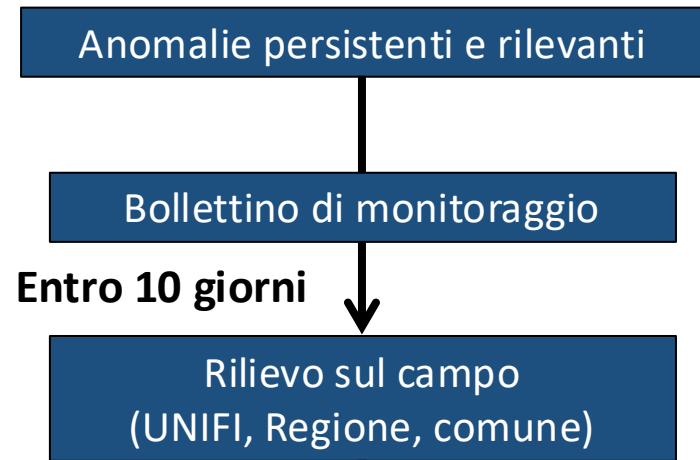 Anomalie persistenti e rilevanti
Bollettino di monitoraggio
Entro 10 giorni
Rilievo sul campo
(UNIFI, Regione, comune)